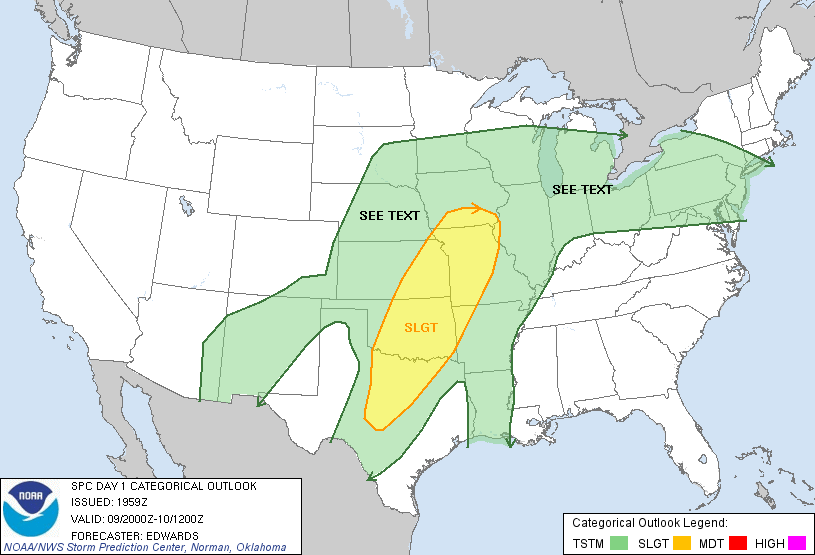 SEE TEXT
SEE TEXT
SLGT
NOAA
SPC DAY 1 CATEGORICAL OUTLOOK
ISSUED: 1959Z
VALID: 09/2000Z-10/1200Z
FORECASTER: EDWARDS
NOAA/NWS Storm Prediction Center, Norman, Oklahoma
Categorical Outlook Legend:
TSTM SLGT MDT HIGH